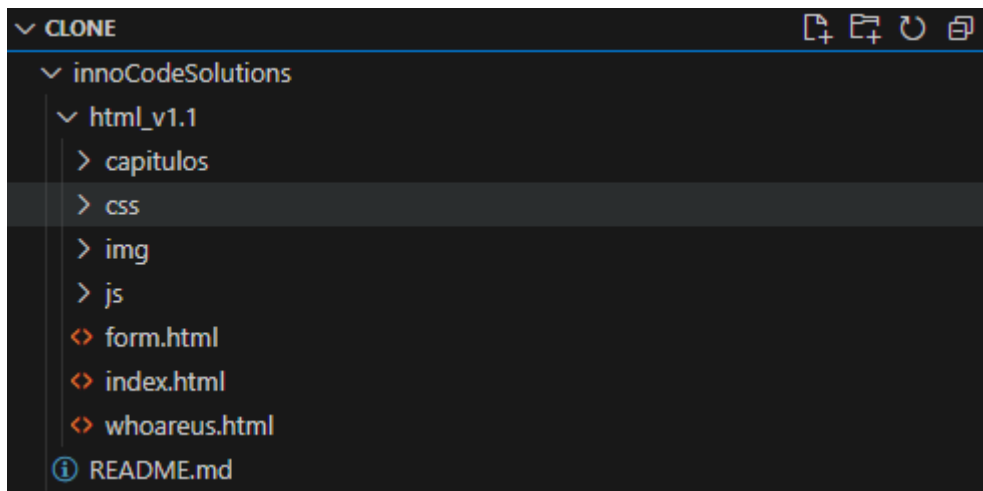 CLONE
innoCodeSolutions
html_v1.1
capitulos
css
img
js
form.html
index.html
whoareus.html
README.md